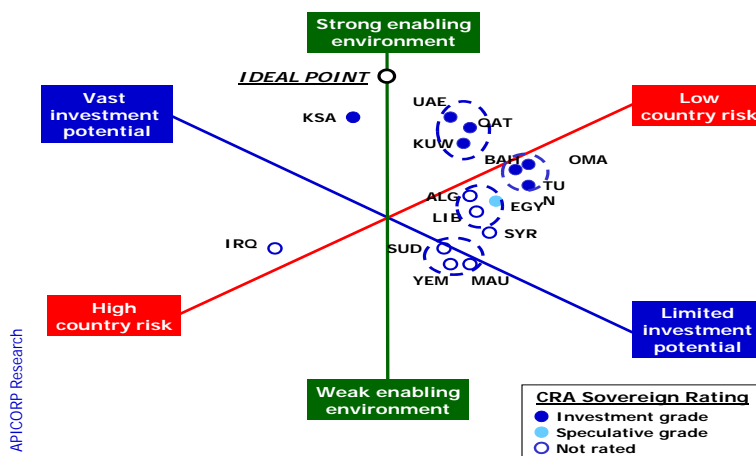 Strong enabling
environment
IDEAL POINT
Vast
investment
potential
Low
country risk
KSA
UAE
QAT
KUW
BAH
OMA
TU
N
ALG
EGY
LIB
SYR
IRQ
SUD
YEM
MAU
High
country risk
Limited
investment
potential
Weak enabling
environment
APICORP Research
CRA Sovereign Rating
Investment grade
Speculative grade
Not rated